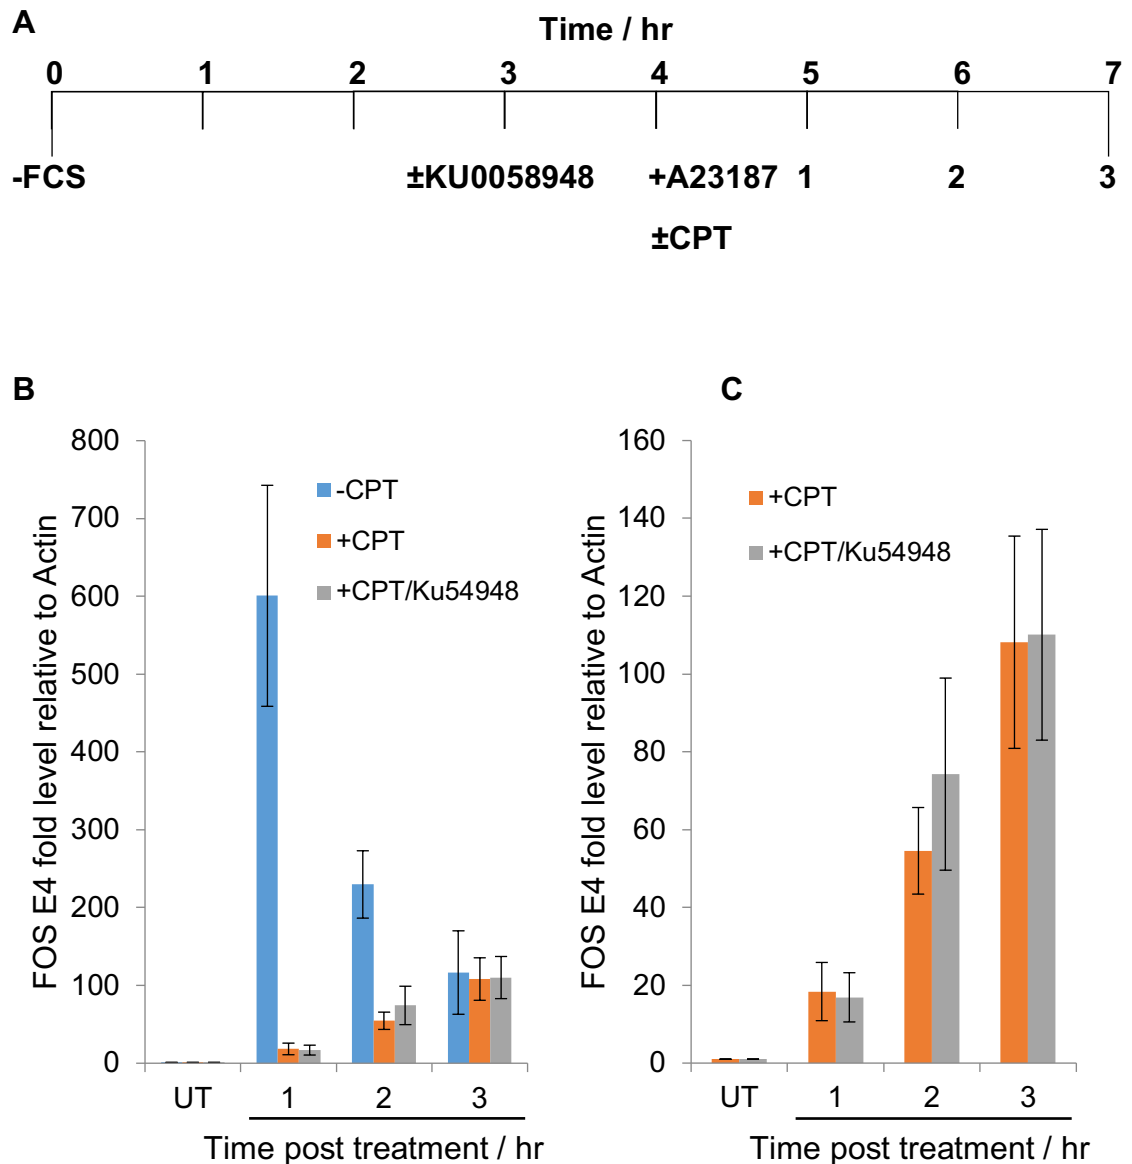 A
Time / hr
0 1 2 3 4 5 6 7
-FCS ±KU0058948 +A23187 1 2 3
±CPT
B
FOS E4 fold level relative to Actin
800
700
600
500
400
300
200
100
0
-CPT
+CPT
+CPT/Ku54948
UT 1 2 3
Time post treatment / hr
C
FOS E4 fold level relative to Actin
160
140
120
100
80
60
40
20
0
+CPT
+CPT/Ku54948
UT 1 2 3
Time post treatment / hr